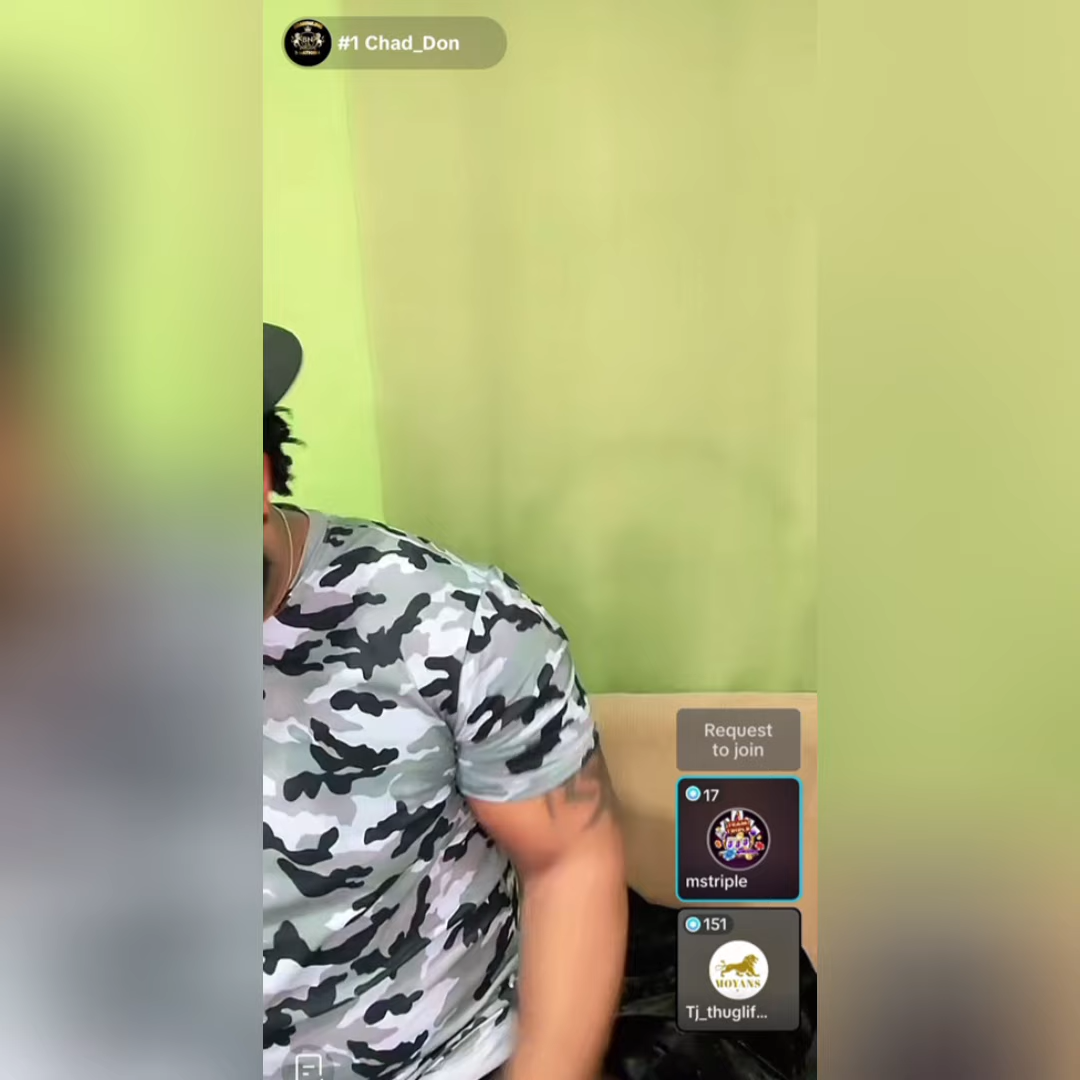 #1 Chad_Don
Request
to join
17
mstriple
151
MOYANS
Tj_thuglif...